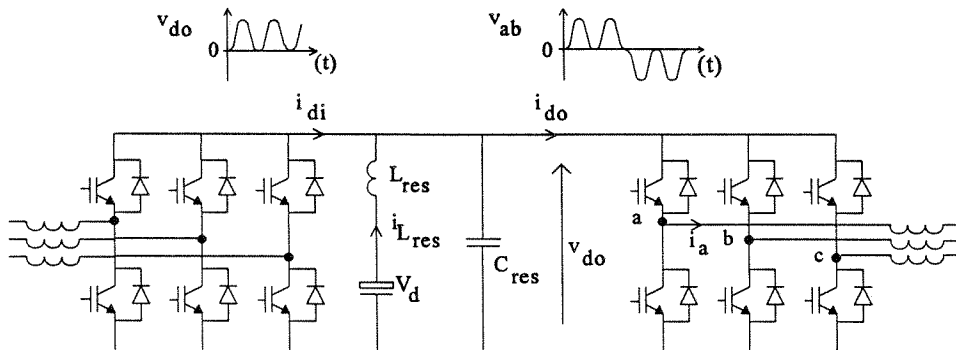 v_do
0
(t)
v_ab
0
(t)
i_di
i_do
L_res
i_L_res
V_d
C_res
v_do
a
i_a
b
c